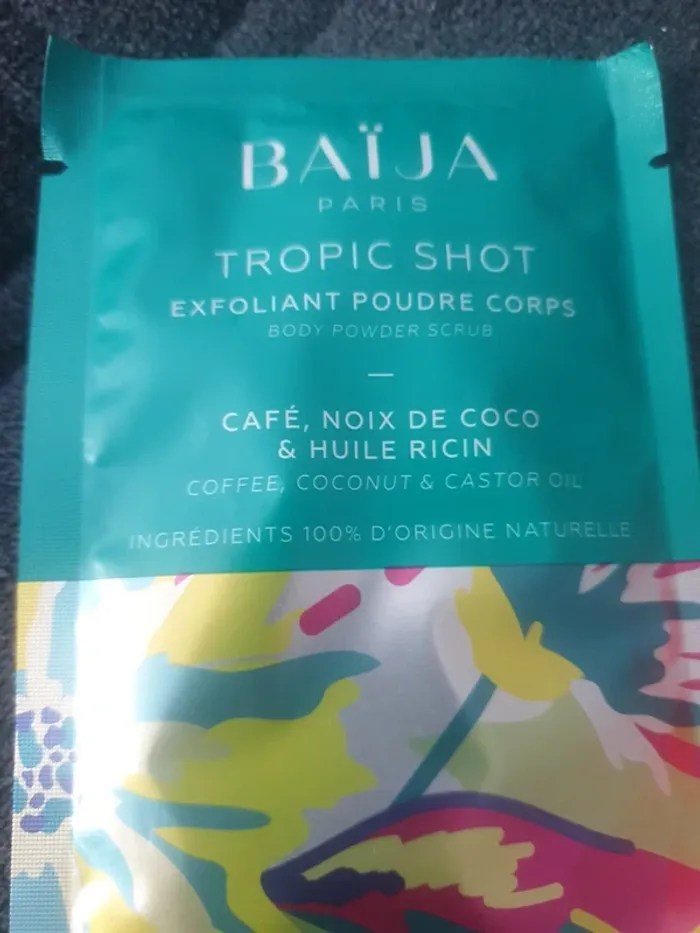 BAÏJA
PARIS
TROPIC SHOT
EXFOLIANT POUDRE CORPS
BODY POWDER SCRUB
—
CAFÉ, NOIX DE COCO
& HUILE RICIN
COFFEE, COCONUT & CASTOR OIL
INGRÉDIENTS 100% D'ORIGINE NATURELLE